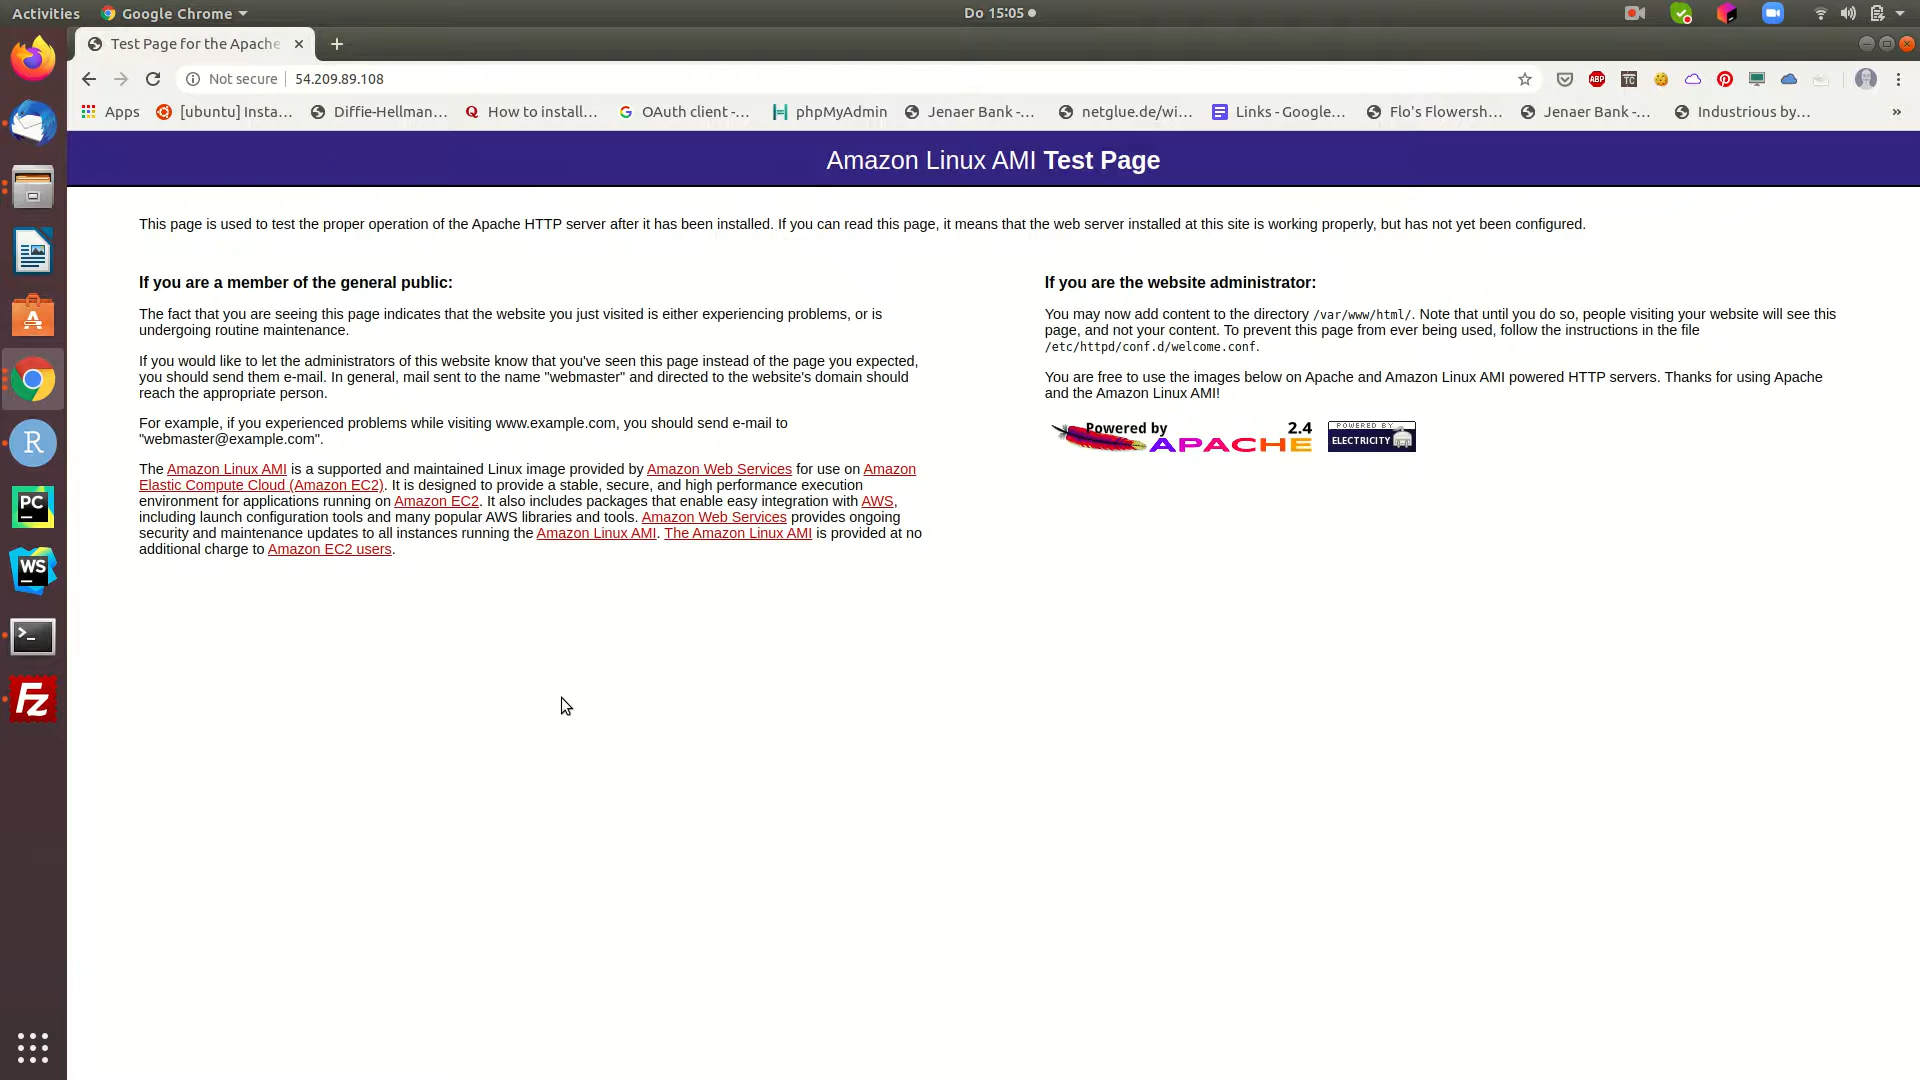 Activities
Google Chrome
Do 15:05
Test Page for the Apache
Not secure
54.209.89.108
ABP
TC
Apps
[ubuntu] Insta...
Diffie-Hellman...
How to install...
OAuth client -...
phpMyAdmin
Jenaer Bank -...
netglue.de/wi...
Links - Google...
Flo's Flowersh...
Jenaer Bank -...
Industrious by...
»
Amazon Linux AMI Test Page
This page is used to test the proper operation of the Apache HTTP server after it has been installed. If you can read this page, it means that the web server installed at this site is working properly, but has not yet been configured.
If you are a member of the general public:
The fact that you are seeing this page indicates that the website you just visited is either experiencing problems, or is
undergoing routine maintenance.
If you would like to let the administrators of this website know that you've seen this page instead of the page you expected,
you should send them e-mail. In general, mail sent to the name "webmaster" and directed to the website's domain should
reach the appropriate person.
For example, if you experienced problems while visiting www.example.com, you should send e-mail to
"webmaster@example.com".
The Amazon Linux AMI is a supported and maintained Linux image provided by Amazon Web Services for use on Amazon
Elastic Compute Cloud (Amazon EC2). It is designed to provide a stable, secure, and high performance execution
environment for applications running on Amazon EC2. It also includes packages that enable easy integration with AWS,
including launch configuration tools and many popular AWS libraries and tools. Amazon Web Services provides ongoing
security and maintenance updates to all instances running the Amazon Linux AMI. The Amazon Linux AMI is provided at no
additional charge to Amazon EC2 users.
If you are the website administrator:
You may now add content to the directory /var/www/html/. Note that until you do so, people visiting your website will see this
page, and not your content. To prevent this page from ever being used, follow the instructions in the file
/etc/httpd/conf.d/welcome.conf.
You are free to use the images below on Apache and Amazon Linux AMI powered HTTP servers. Thanks for using Apache
and the Amazon Linux AMI!
Powered by 2.4
APACHE
POWERED BY
ELECTRICITY
R
PC
WS
>_
Fz